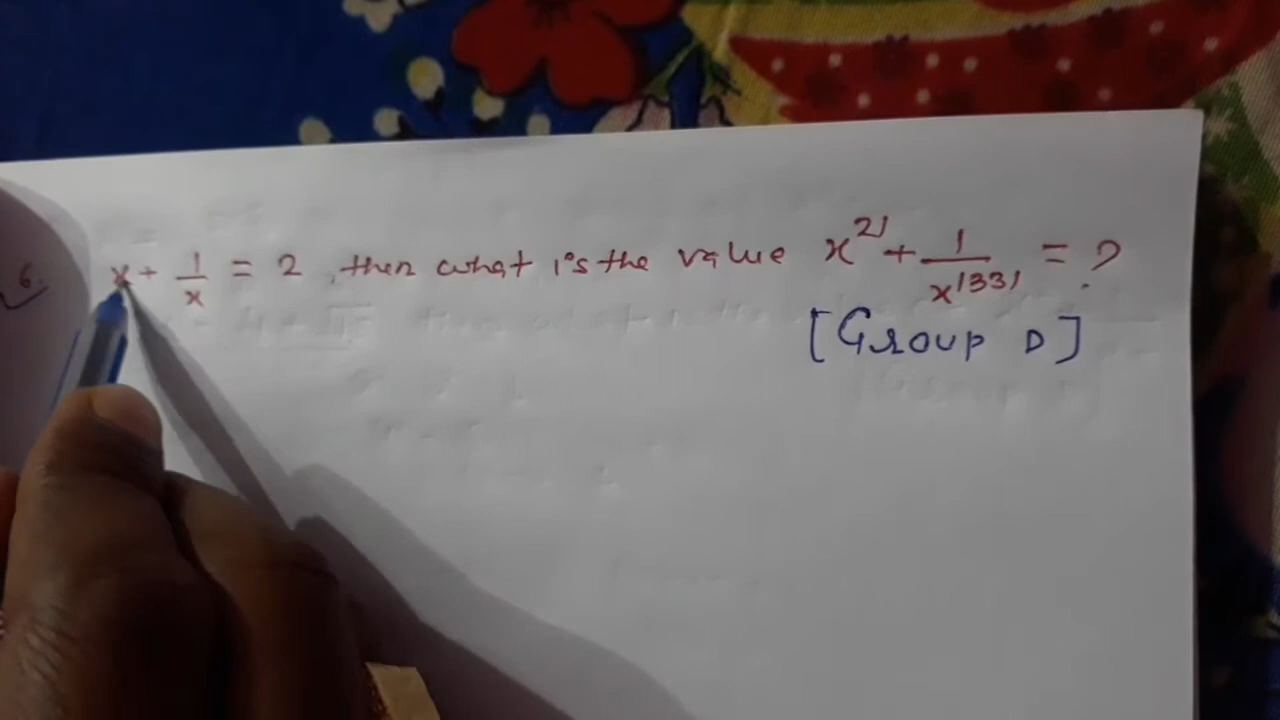 6. x + 1/x = 2, then what is the value x^21 + 1/x^1331 = ?
[Group D]